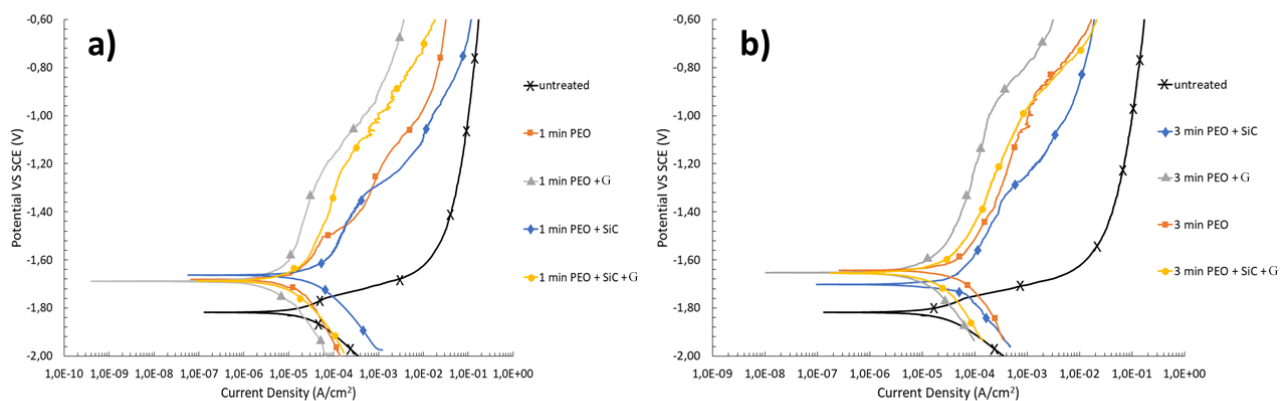 a)
Potential VS SCE (V)
-0,60
-0,80
-1,00
-1,20
-1,40
-1,60
-1,80
-2,00
1,0E-10 1,0E-09 1,0E-08 1,0E-07 1,0E-06 1,0E-05 1,0E-04 1,0E-03 1,0E-02 1,0E-01 1,0E+00
Current Density (A/cm²)
untreated
1 min PEO
1 min PEO + G
1 min PEO + SiC
1 min PEO + SiC + G
b)
Potential VS SCE (V)
-0,60
-0,80
-1,00
-1,20
-1,40
-1,60
-1,80
-2,00
1,0E-09 1,0E-08 1,0E-07 1,0E-06 1,0E-05 1,0E-04 1,0E-03 1,0E-02 1,0E-01 1,0E+00
Current Density (A/cm²)
untreated
3 min PEO + SiC
3 min PEO + G
3 min PEO
3 min PEO + SiC + G